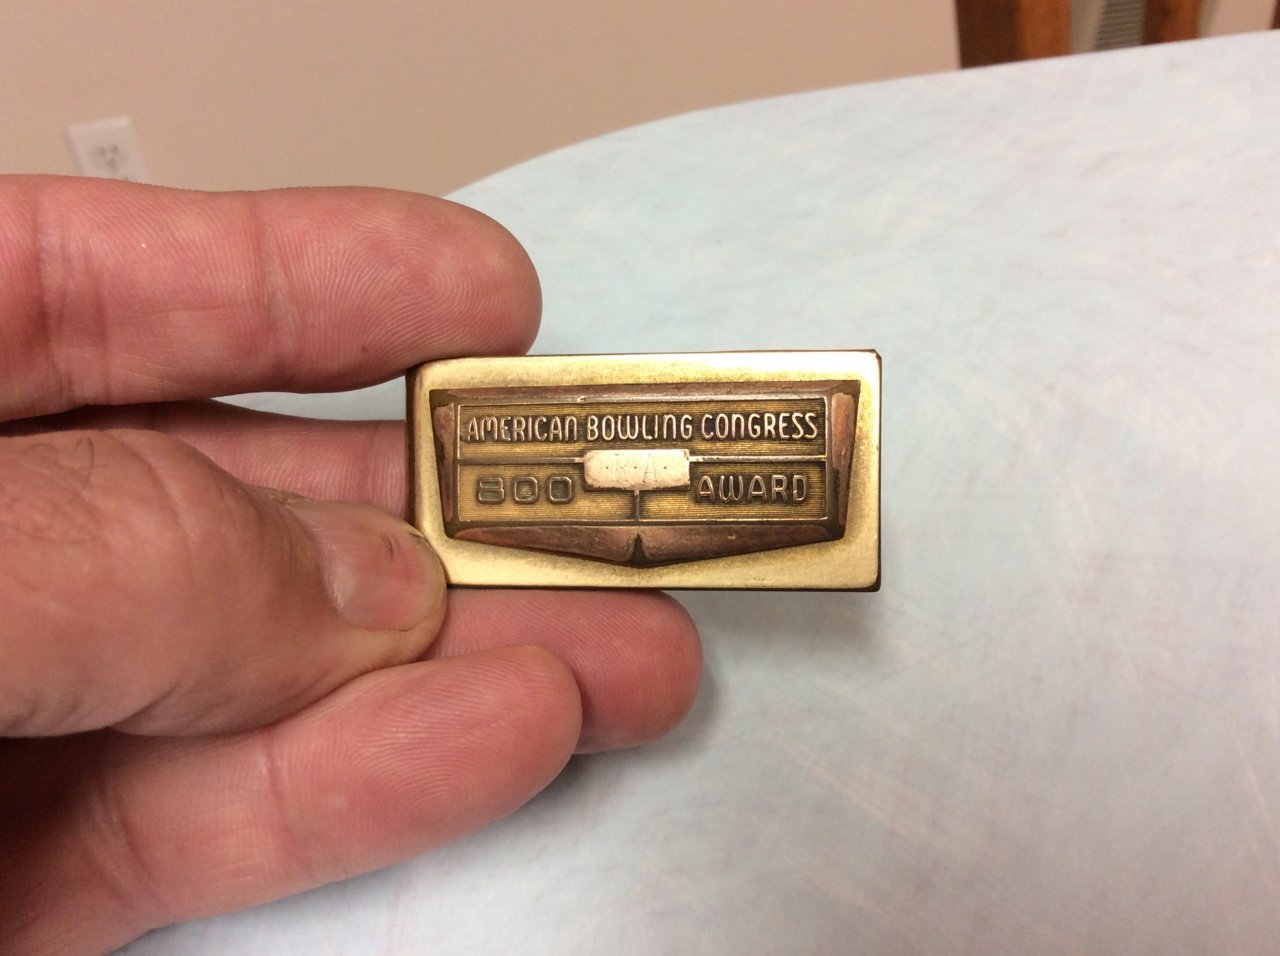 AMERICAN BOWLING CONGRESS
·R·A·
800 AWARD